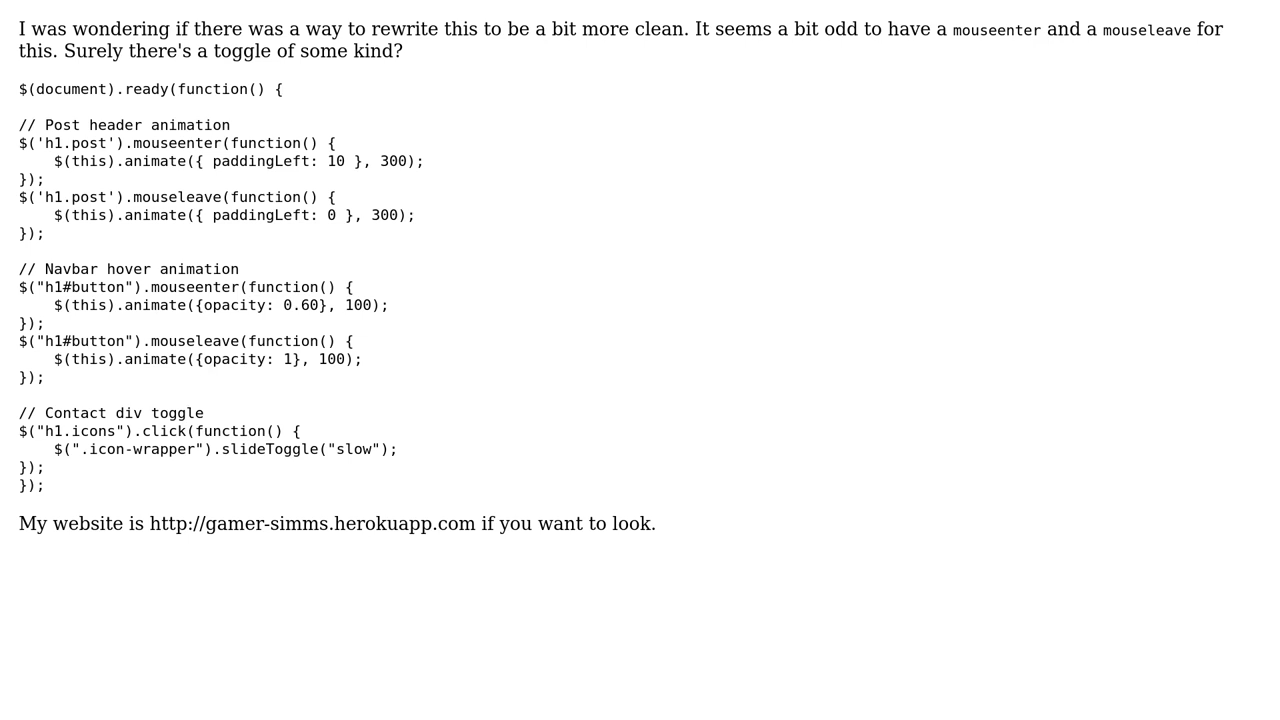 I was wondering if there was a way to rewrite this to be a bit more clean. It seems a bit odd to have a mouseenter and a mouseleave for
this. Surely there's a toggle of some kind?
$(document).ready(function() {
// Post header animation
$('h1.post').mouseenter(function() {
    $(this).animate({ paddingLeft: 10 }, 300);
});
$('h1.post').mouseleave(function() {
    $(this).animate({ paddingLeft: 0 }, 300);
});
// Navbar hover animation
$("h1#button").mouseenter(function() {
    $(this).animate({opacity: 0.60}, 100);
});
$("h1#button").mouseleave(function() {
    $(this).animate({opacity: 1}, 100);
});
// Contact div toggle
$("h1.icons").click(function() {
    $(".icon-wrapper").slideToggle("slow");
});
});
My website is http://gamer-simms.herokuapp.com if you want to look.